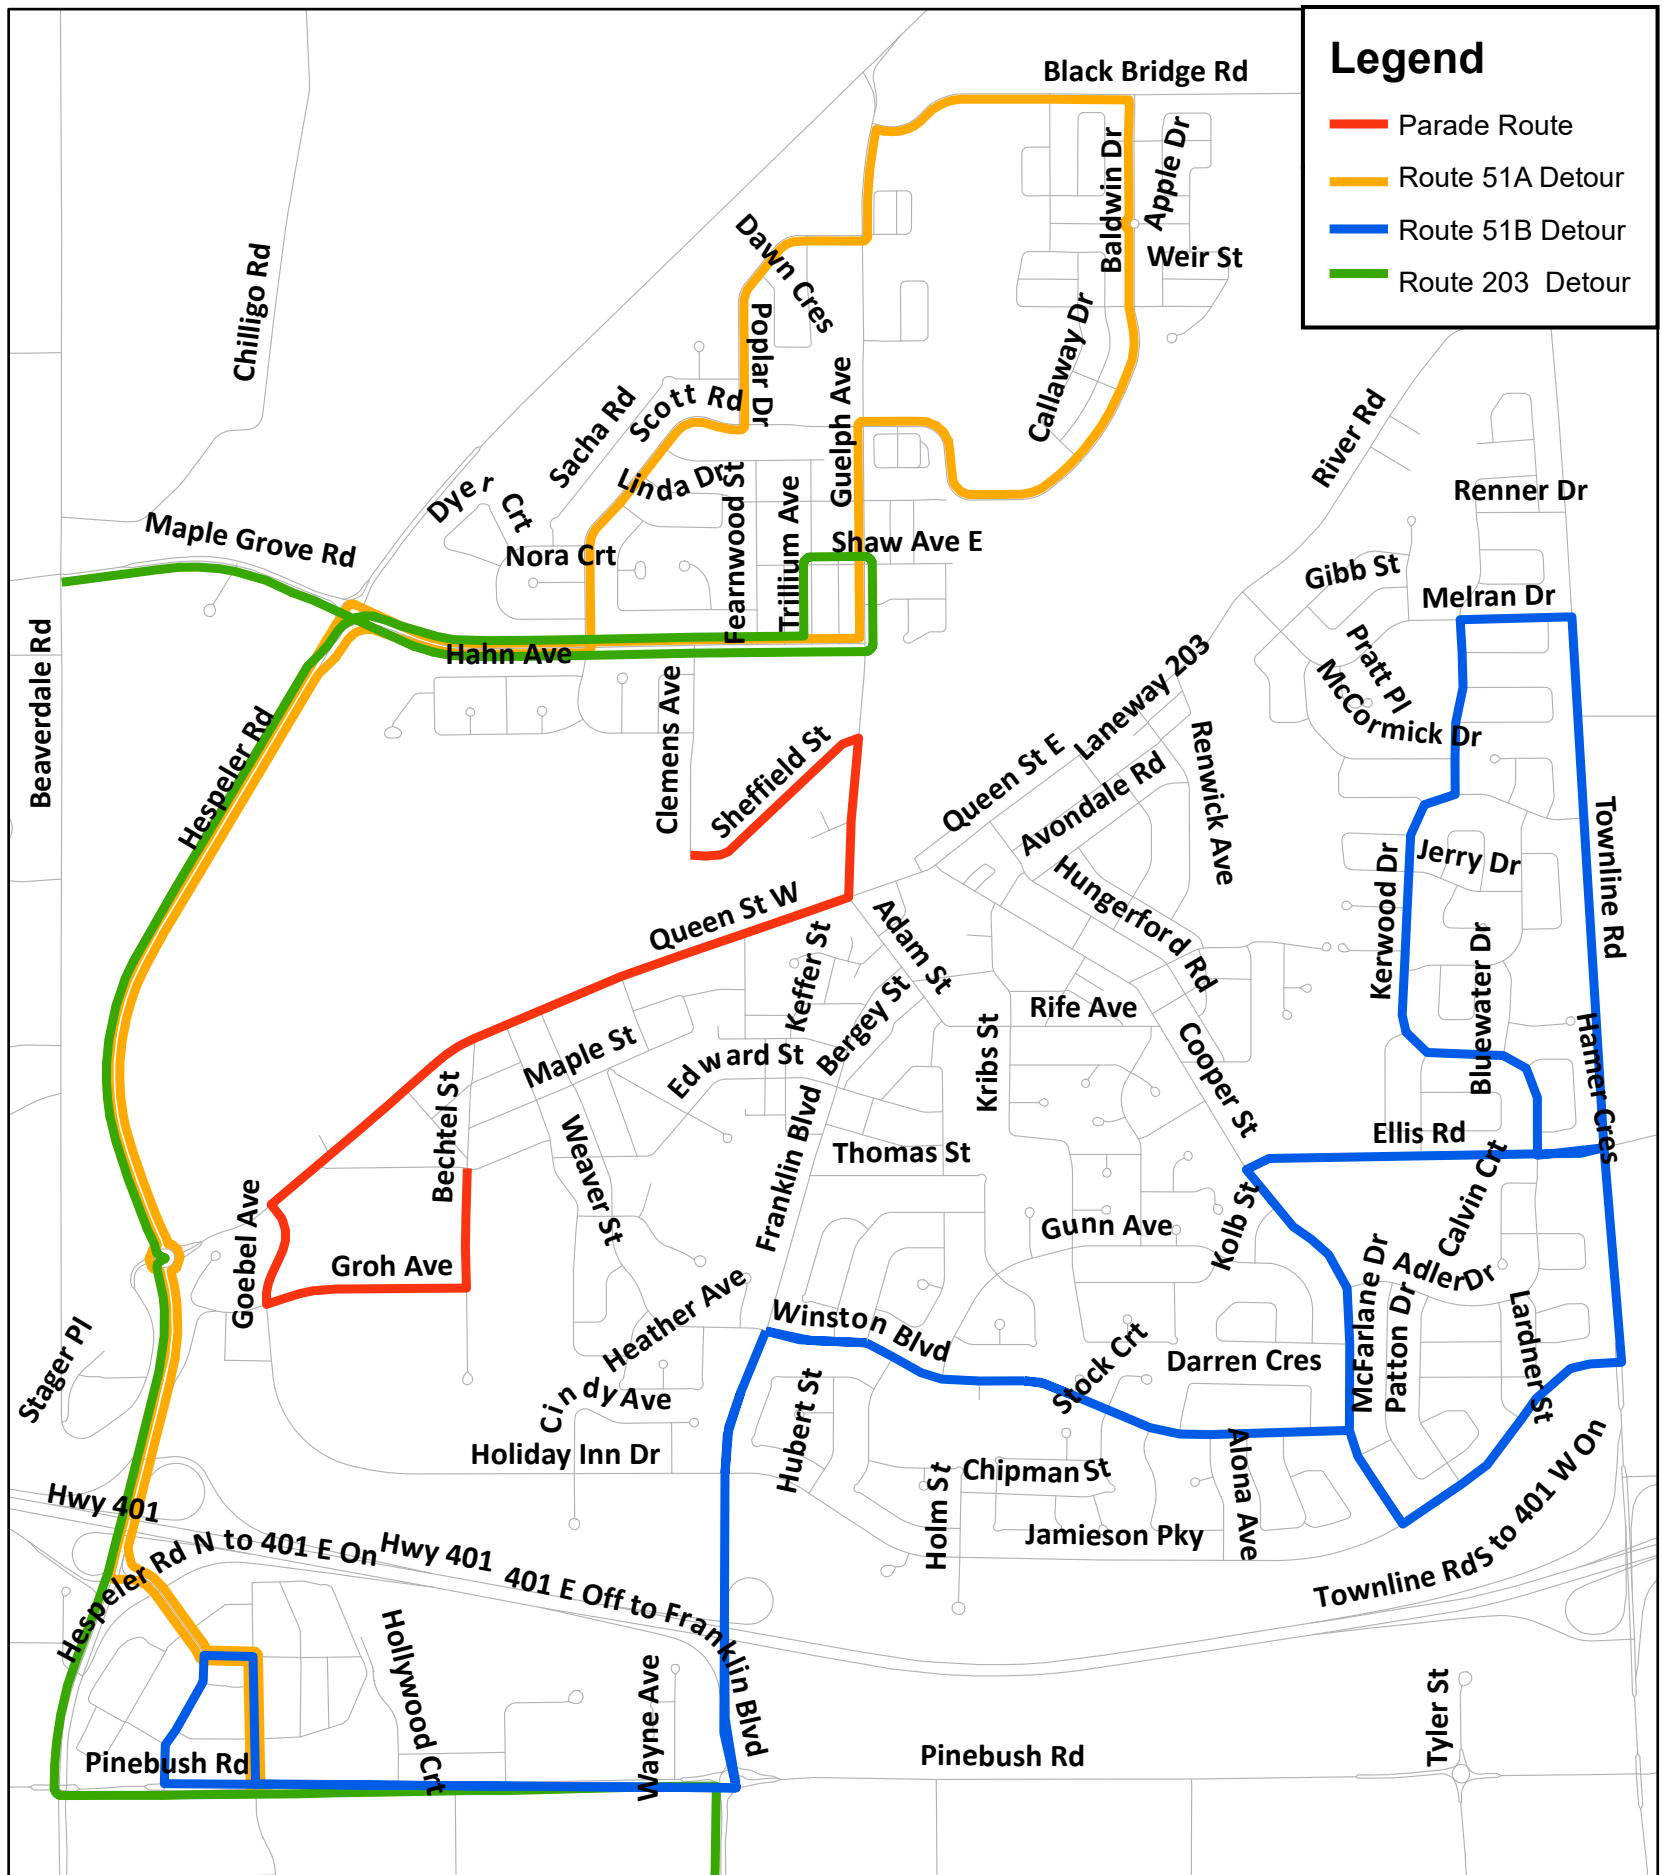 Legend
Parade Route
Route 51A Detour
Route 51B Detour
Route 203 Detour
Black Bridge Rd
Baldwin Dr
Apple Dr
Weir St
Chilligo Rd
Dawn Cres
Poplar Dr
Callaway Dr
Guelph Ave
Scott Rd
Sacha Rd
River Rd
Linda Dr
Dyer Crt
Fearnwood St
Trillium Ave
Renner Dr
Maple Grove Rd
Nora Crt
Shaw Ave E
Gibb St
Melran Dr
Hahn Ave
Beaverdale Rd
Laneway 203
Pratt Pl
McCormick Dr
Clemens Ave
Hespeler Rd
Sheffield St
Queen St E
Avondale Rd
Renwick Ave
Townline Rd
Jerry Dr
Kerwood Dr
Hungerford Rd
Queen St W
Adam St
Keffer St
Bluewater Dr
Bergey St
Rife Ave
Maple St
Edward St
Kribs St
Cooper St
Hamer Cres
Bechtel St
Weaver St
Franklin Blvd
Thomas St
Ellis Rd
Calvin Crt
Goebel Ave
Groh Ave
Gunn Ave
Kolb St
Adler Dr
McFarlane Dr
Patton Dr
Lardner St
Heather Ave
Winston Blvd
Stager Pl
Cindy Ave
Stock Crt
Darren Cres
Hubert St
Holiday Inn Dr
Chipman St
Holm St
Alona Ave
Jamieson Pky
Hwy 401
Hespeler Rd N to 401 E On
Hwy 401
401 E Off to Franklin Blvd
Townline Rd S to 401 W On
Hollywood Crt
Wayne Ave
Tyler St
Pinebush Rd
Pinebush Rd